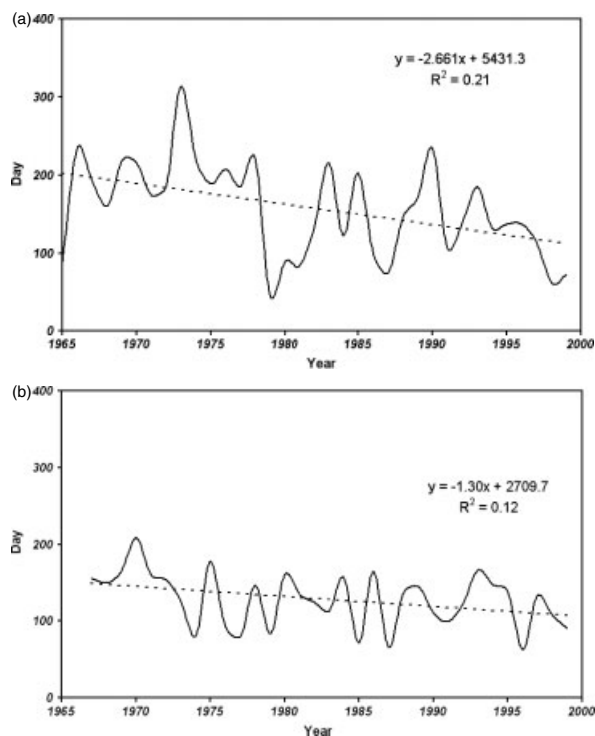 (a)
400
y = -2.661x + 5431.3
R² = 0.21
300
Day
200
100
0
1965 1970 1975 1980 1985 1990 1995 2000
Year
(b)
400
300
y = -1.30x + 2709.7
R² = 0.12
Day
200
100
0
1965 1970 1975 1980 1985 1990 1995 2000
Year